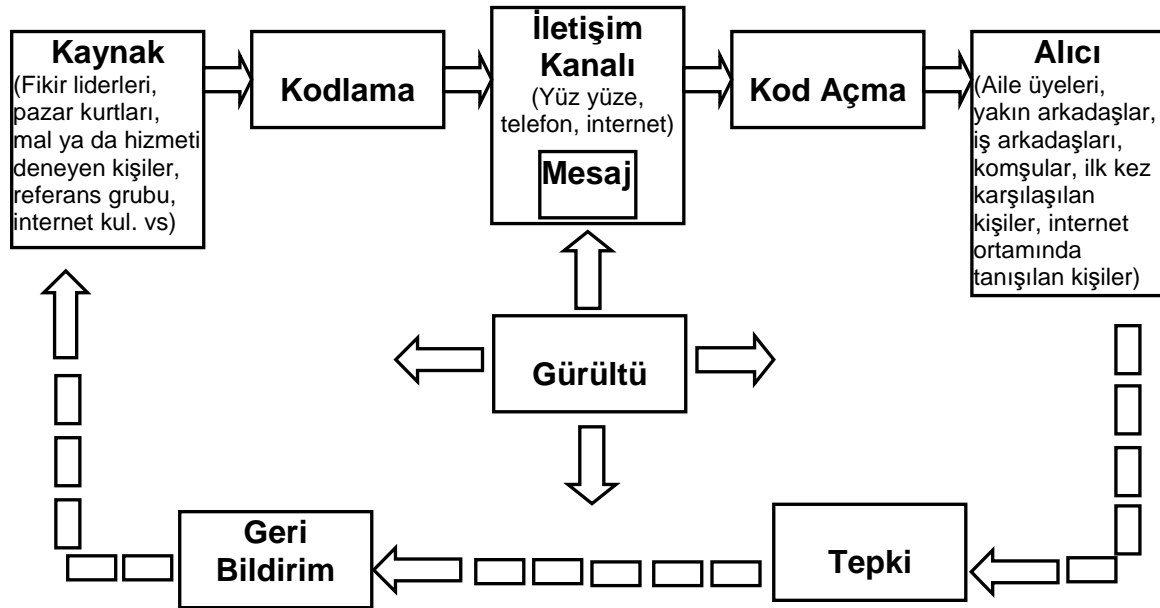 Kaynak
(Fikir liderleri,
pazar kurtları,
mal ya da hizmeti
deneyen kişiler,
referans grubu,
internet kul. vs)
Kodlama
İletişim
Kanalı
(Yüz yüze,
telefon, internet)
Mesaj
Kod Açma
Alıcı
(Aile üyeleri,
yakın arkadaşlar,
iş arkadaşları,
komşular, ilk kez
karşılaşılan
kişiler, internet
ortamında
tanışılan kişiler)
Gürültü
Geri
Bildirim
Tepki